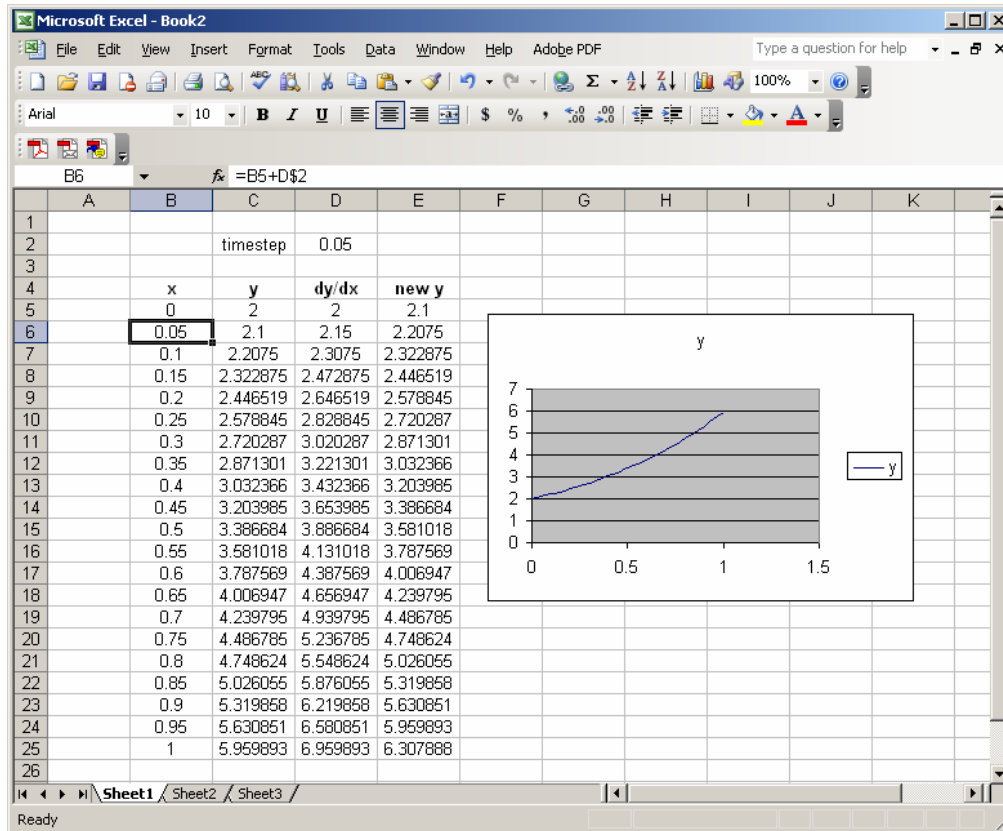 Microsoft Excel - Book2
File Edit View Insert Format Tools Data Window Help Adobe PDF Type a question for help
ABC Σ 100%
Arial 10 B I U $ % , .00 .0 A
B6 fx =B5+D$2
A B C D E F G H I J K
1
2 timestep 0.05
3
4 x y dy/dx new y
5 0 2 2 2.1
6 0.05 2.1 2.15 2.2075
7 0.1 2.2075 2.3075 2.322875
8 0.15 2.322875 2.472875 2.446519
9 0.2 2.446519 2.646519 2.578845
10 0.25 2.578845 2.828845 2.720287
11 0.3 2.720287 3.020287 2.871301
12 0.35 2.871301 3.221301 3.032366
13 0.4 3.032366 3.432366 3.203985
14 0.45 3.203985 3.653985 3.386684
15 0.5 3.386684 3.886684 3.581018
16 0.55 3.581018 4.131018 3.787569
17 0.6 3.787569 4.387569 4.006947
18 0.65 4.006947 4.656947 4.239795
19 0.7 4.239795 4.939795 4.486785
20 0.75 4.486785 5.236785 4.748624
21 0.8 4.748624 5.548624 5.026055
22 0.85 5.026055 5.876055 5.319858
23 0.9 5.319858 6.219858 5.630851
24 0.95 5.630851 6.580851 5.959893
25 1 5.959893 6.959893 6.307888
26
y
7
6
5
4
3
2
1
0
0 0.5 1 1.5
y
Sheet1 Sheet2 Sheet3
Ready